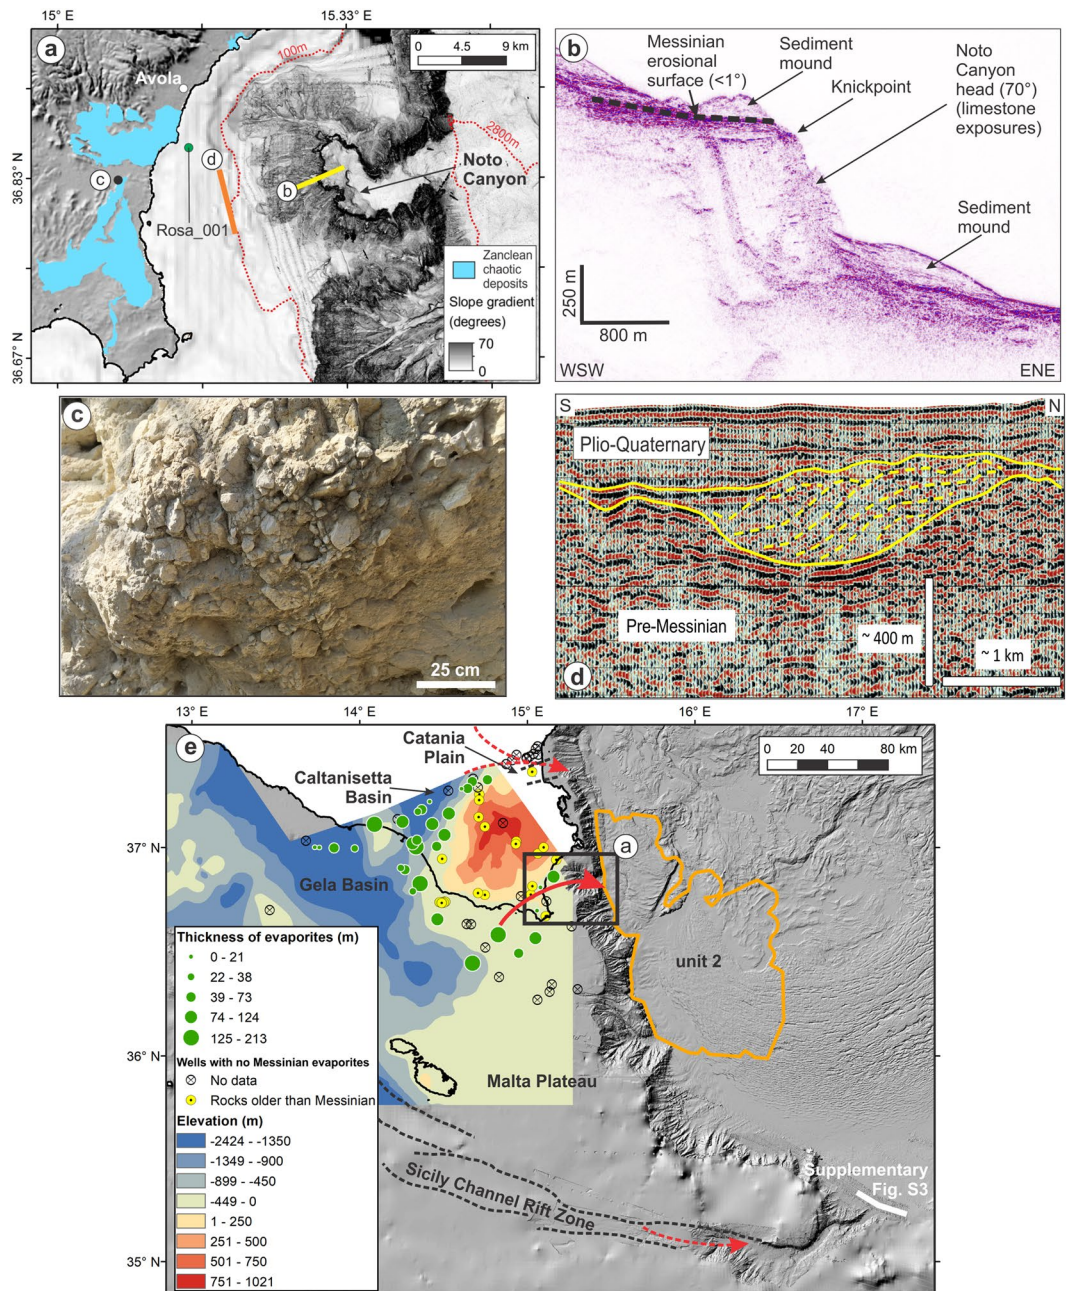 15° E
15.33° E
a
0 4.5 9 km
100m
Avola
2800m
36.83° N
d
c
b
Noto
Canyon
Rosa_001
Zanclean
chaotic
deposits
Slope gradient
(degrees)
70
0
36.67° N
b
Messinian
erosional
surface (<1°)
Sediment
mound
Knickpoint
Noto
Canyon
head (70°)
(limestone
exposures)
Sediment
mound
250 m
800 m
WSW
ENE
c
25 cm
S
N
Plio-Quaternary
Pre-Messinian
~ 400 m
~ 1 km
d
13° E
14° E
15° E
16° E
17° E
e
Catania
Plain
0 20 40 80 km
Caltanisetta
Basin
37° N
37° N
a
Gela Basin
unit 2
Thickness of evaporites (m)
0 - 21
22 - 38
39 - 73
74 - 124
125 - 213
Wells with no Messinian evaporites
No data
Rocks older than Messinian
Elevation (m)
-2424 - -1350
-1349 - -900
-899 - -450
-449 - 0
1 - 250
251 - 500
501 - 750
751 - 1021
36° N
36° N
Malta Plateau
Sicily Channel Rift Zone
Supplementary
Fig. S3
35° N
35° N